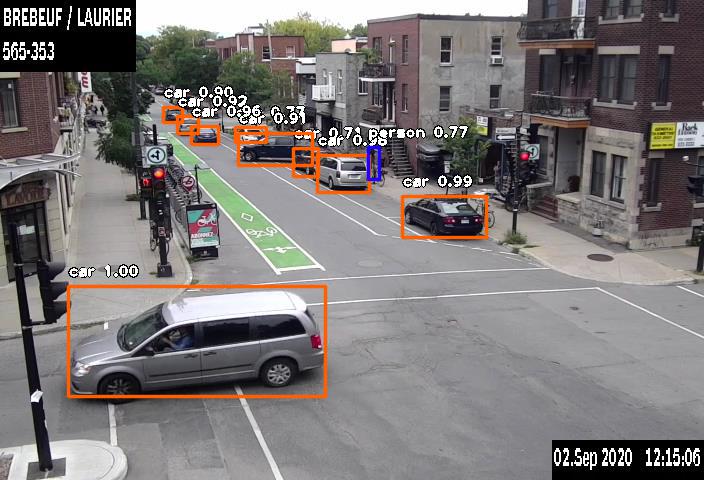 BREBEUF / LAURIER
565-353
car 0.90
car 0.92
car 0.96
0.77
car 0.91
car 0.71
person 0.77
car 0.98
car 0.99
ABONNEZ
car 1.00
02.Sep 2020 12:15:06